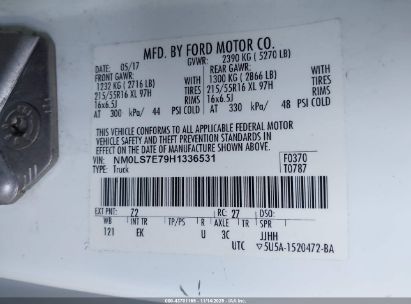 MFD. BY FORD MOTOR CO.
DATE: 05/17 GVWR: 2390 KG ( 5270 LB)
FRONT GAWR: REAR GAWR:
1232 KG ( 2716 LB) 1300 KG ( 2866 LB)
215/55R16 XL 97H TIRES 215/55R16 XL 97H TIRES
16x6.5J RIMS 16x6.5J RIMS
AT 300 kPa/ 44 PSI COLD AT 330 kPa/ 48 PSI COLD
THIS VEHICLE CONFORMS TO ALL APPLICABLE FEDERAL MOTOR
VEHICLE SAFETY AND THEFT PREVENTION STANDARDS IN
EFFECT ON THE DATE OF MANUFACTURE SHOWN ABOVE.
VIN: NM0LS7E79H1336531 F0370
TYPE: Truck T0787
EXT PNT: Z2 RC: 27 DSO:
WB INT TR TP/PS R AXLE TR SPR
121 EK U 3C JJHH
UTC 5U5A-1520472-BA